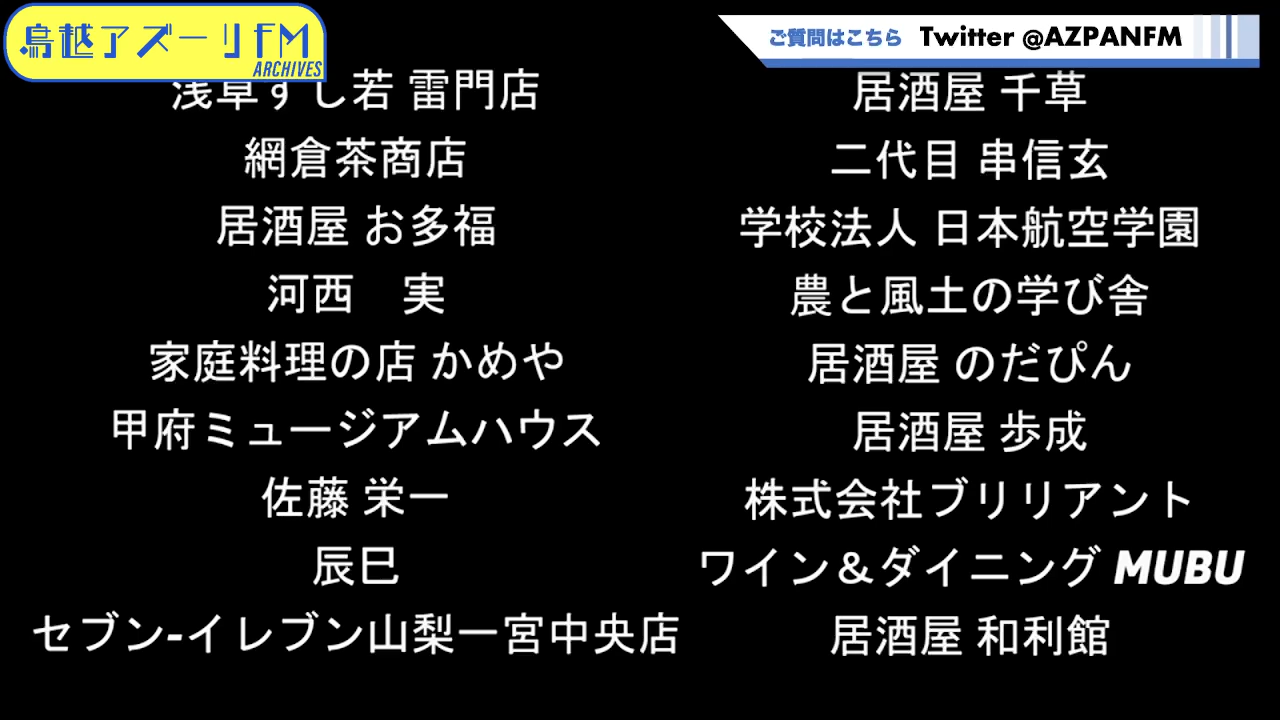 鳥越アズーリFM
ARCHIVES
ご質問はこちら Twitter @AZPANFM
浅草すし若 雷門店
網倉茶商店
居酒屋 お多福
河西　実
家庭料理の店 かめや
甲府ミュージアムハウス
佐藤 栄一
辰巳
セブン-イレブン山梨一宮中央店
居酒屋 千草
二代目 串信玄
学校法人 日本航空学園
農と風土の学び舎
居酒屋 のだぴん
居酒屋 歩成
株式会社ブリリアント
ワイン＆ダイニング MUBU
居酒屋 和利館